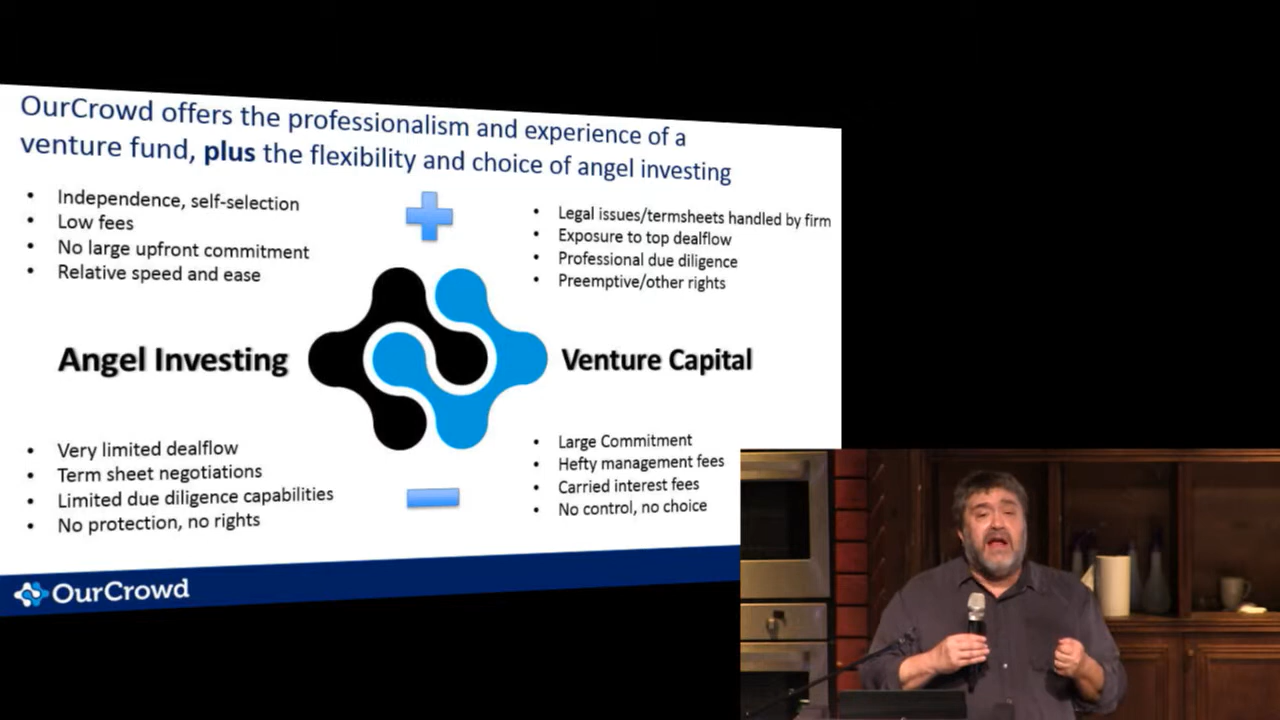 OurCrowd offers the professionalism and experience of a
venture fund, plus the flexibility and choice of angel investing
• Independence, self-selection
• Low fees
• No large upfront commitment
• Relative speed and ease
• Legal issues/termsheets handled by firm
• Exposure to top dealflow
• Professional due diligence
• Preemptive/other rights
Angel Investing
Venture Capital
• Very limited dealflow
• Term sheet negotiations
• Limited due diligence capabilities
• No protection, no rights
• Large Commitment
• Hefty management fees
• Carried interest fees
• No control, no choice
OurCrowd